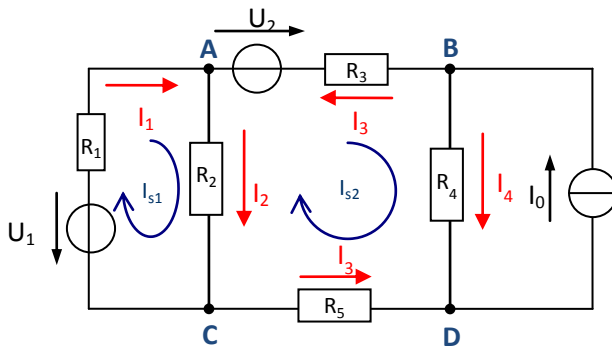 U₂
A
B
R₃
I₁
I₃
R₁
R₂
Iₛ₁
I₂
Iₛ₂
R₄
I₄
I₀
U₁
I₃
R₅
C
D